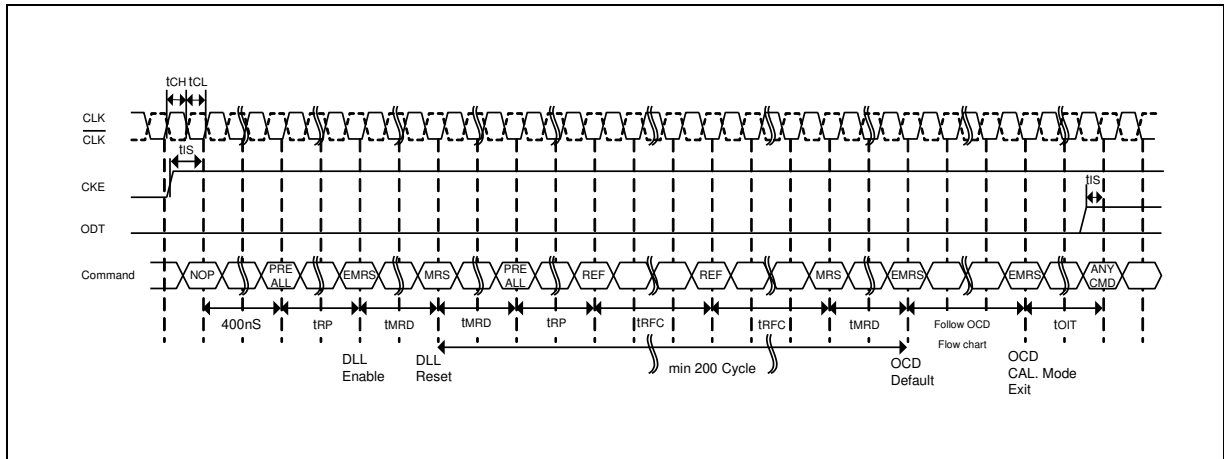 tCH tCL
CLK
CLK
tIS
CKE
tIS
ODT
Command
NOP
PRE
ALL
EMRS
MRS
PRE
ALL
REF
REF
MRS
EMRS
EMRS
ANY
CMD
400nS
tRP
tMRD
tMRD
tRP
tRFC
tRFC
tMRD
Follow OCD
Flow chart
tOIT
DLL
Enable
DLL
Reset
min 200 Cycle
OCD
Default
OCD
CAL. Mode
Exit